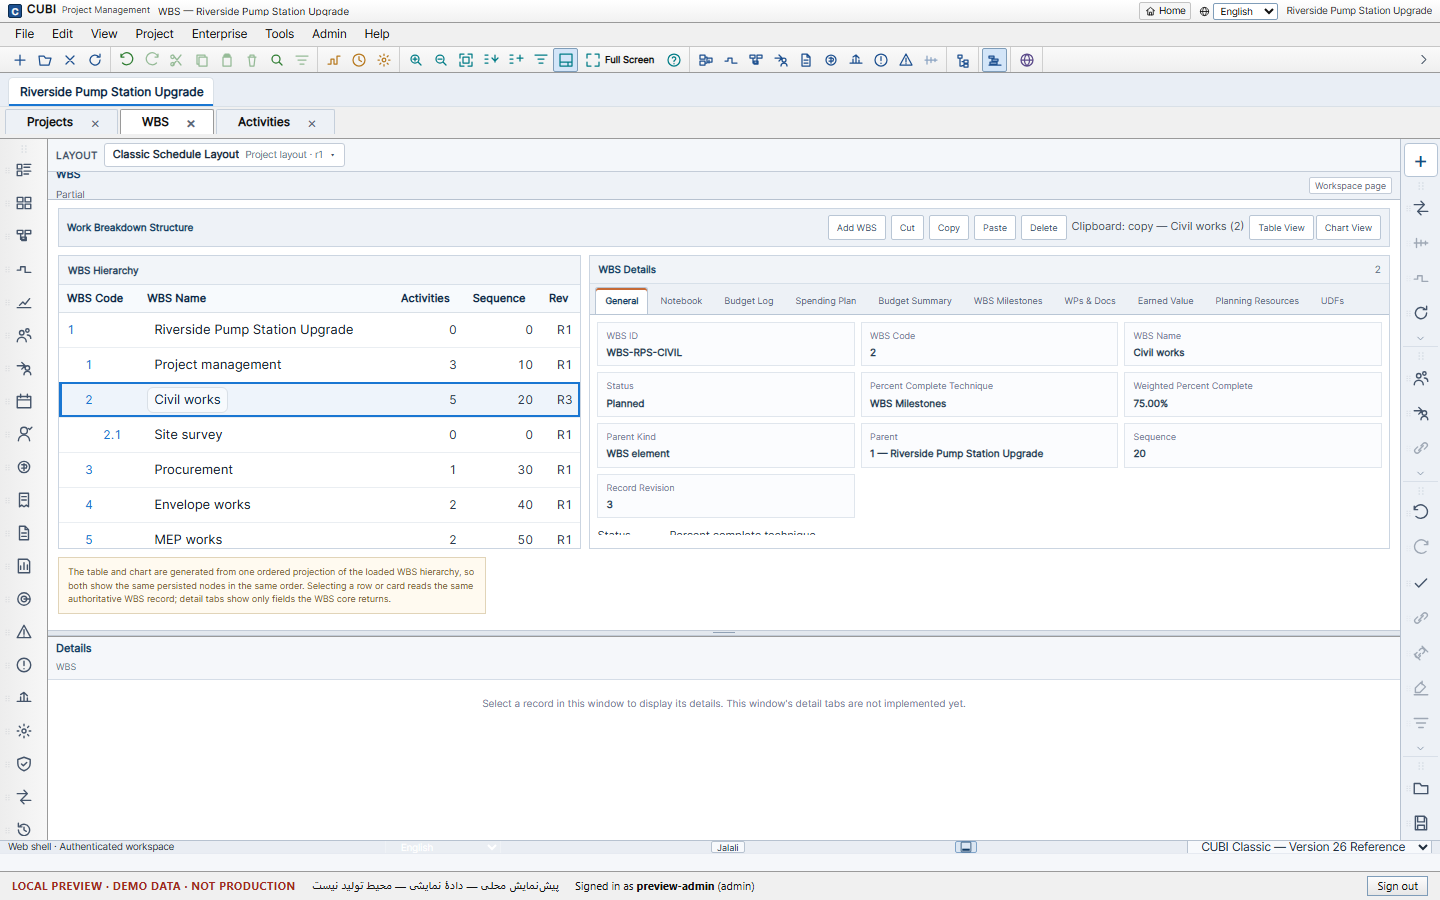 C CUBI Project Management WBS — Riverside Pump Station Upgrade Home English Riverside Pump Station Upgrade
File Edit View Project Enterprise Tools Admin Help
Full Screen
Riverside Pump Station Upgrade
Projects WBS Activities
LAYOUT Classic Schedule Layout Project layout · r1
WBS
Partial
Workspace page
Work Breakdown Structure Add WBS Cut Copy Paste Delete Clipboard: copy — Civil works (2) Table View Chart View
WBS Hierarchy
WBS Code WBS Name Activities Sequence Rev
1 Riverside Pump Station Upgrade 0 0 R1
1 Project management 3 10 R1
2 Civil works 5 20 R3
2.1 Site survey 0 0 R1
3 Procurement 1 30 R1
4 Envelope works 2 40 R1
5 MEP works 2 50 R1
WBS Details 2
General Notebook Budget Log Spending Plan Budget Summary WBS Milestones WPs & Docs Earned Value Planning Resources UDFs
WBS ID WBS Code WBS Name
WBS-RPS-CIVIL 2 Civil works
Status Percent Complete Technique Weighted Percent Complete
Planned WBS Milestones 75.00%
Parent Kind Parent Sequence
WBS element 1 — Riverside Pump Station Upgrade 20
Record Revision
3
Status Percent complete technique
The table and chart are generated from one ordered projection of the loaded WBS hierarchy, so
both show the same persisted nodes in the same order. Selecting a row or card reads the same
authoritative WBS record; detail tabs show only fields the WBS core returns.
Details
WBS
Select a record in this window to display its details. This window's detail tabs are not implemented yet.
Web shell · Authenticated workspace English Jalali CUBI Classic — Version 26 Reference
LOCAL PREVIEW · DEMO DATA · NOT PRODUCTION پیش‌نمایش محلی — دادهٔ نمایشی — محیط تولید نیست Signed in as preview-admin (admin) Sign out